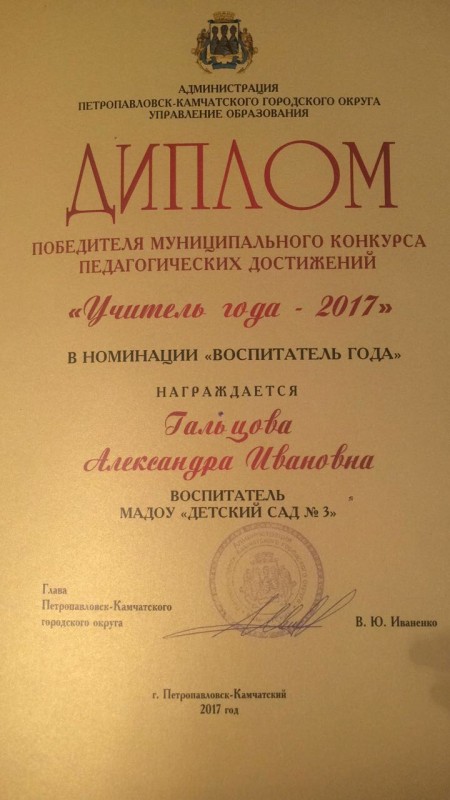 АДМИНИСТРАЦИЯ
ПЕТРОПАВЛОВСК-КАМЧАТСКОГО ГОРОДСКОГО ОКРУГА
УПРАВЛЕНИЕ ОБРАЗОВАНИЯ
ДИПЛОМ
ПОБЕДИТЕЛЯ МУНИЦИПАЛЬНОГО КОНКУРСА
ПЕДАГОГИЧЕСКИХ ДОСТИЖЕНИЙ
«Учитель года - 2017»
В НОМИНАЦИИ «ВОСПИТАТЕЛЬ ГОДА»
НАГРАЖДАЕТСЯ
Гальцова
Александра Ивановна
ВОСПИТАТЕЛЬ
МАДОУ «ДЕТСКИЙ САД № 3»
Глава
Петропавловск-Камчатского
городского округа
В. Ю. Иваненко
г. Петропавловск-Камчатский
2017 год